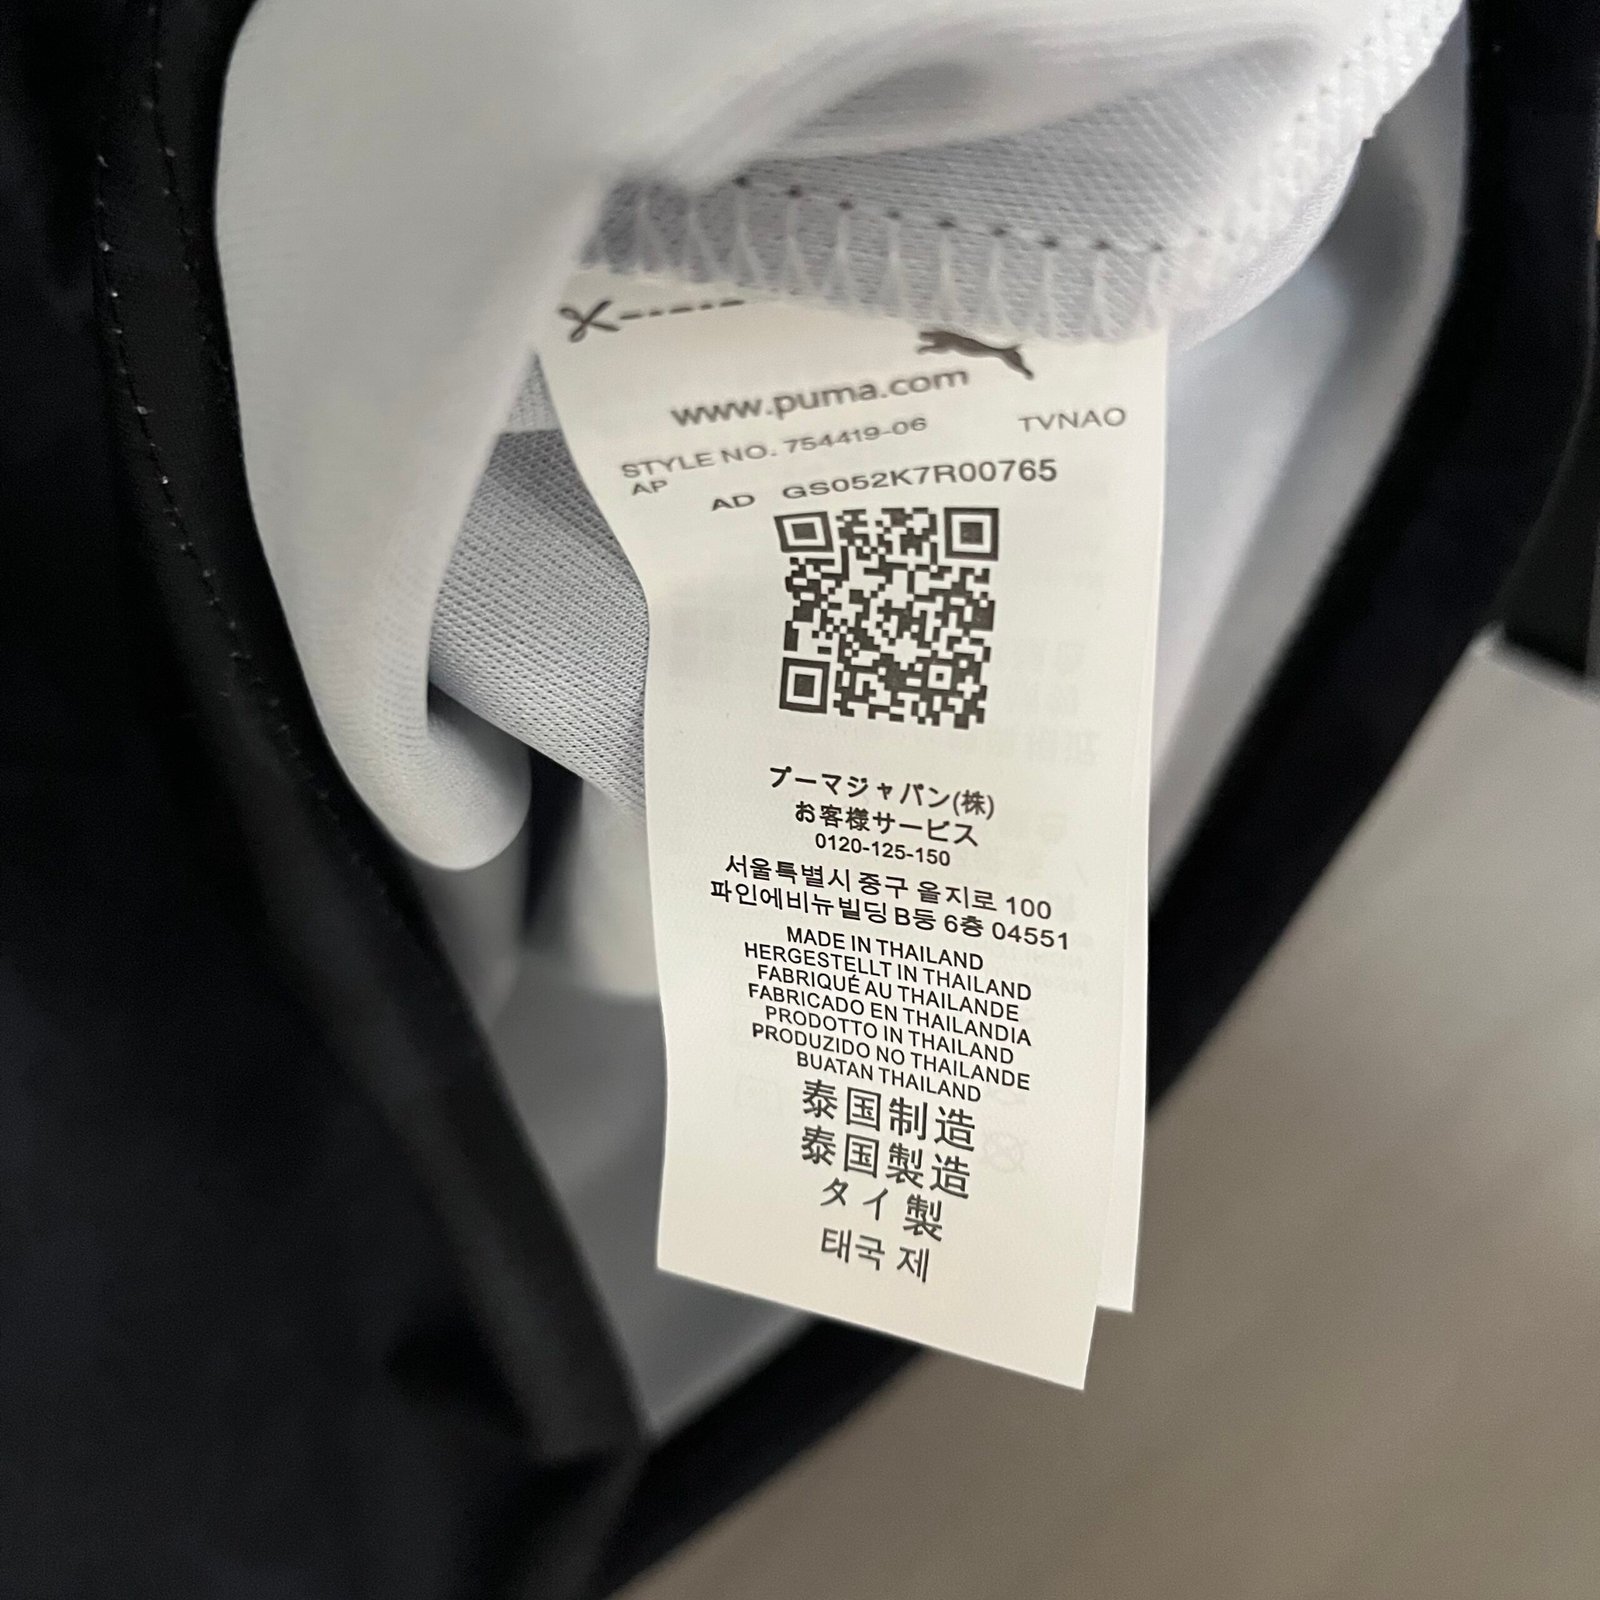 www.puma.com
STYLE NO. 754419-06 TVNAO
AP AD GS052K7R00765
プーマジャパン(株)
お客様サービス
0120-125-150
서울특별시 중구 을지로 100
파인에비뉴빌딩 B동 6층 04551
MADE IN THAILAND
HERGESTELLT IN THAILAND
FABRIQUÉ AU THAILANDE
FABRICADO EN THAILANDIA
PRODOTTO IN THAILAND
PRODUZIDO NO THAILANDE
BUATAN THAILAND
泰国制造
泰国製造
タイ製
태국 제